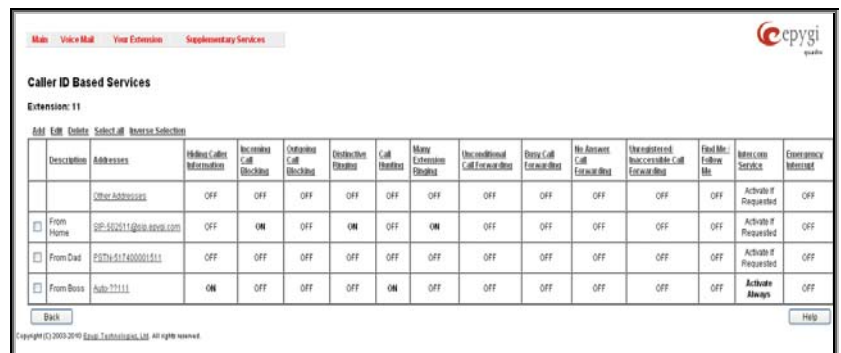 Main Voice Mail Your Extension Supplementary Services
epygi
quadro
Caller ID Based Services
Extension: 11
Add Edit Delete Select all Inverse Selection
Description Addresses Hiding Caller Information Incoming Call Blocking Outgoing Call Blocking Distinctive Ringing Call Hunting Many Extension Ringing Unconditional Call Forwarding Busy Call Forwarding No Answer Call Forwarding Unregistered/Inaccessible Call Forwarding Find Me / Follow Me Intercom Service Emergency Interrupt
Other Addresses OFF OFF OFF OFF OFF OFF OFF OFF OFF OFF OFF Activate If Requested OFF
From Home SIP-502511@sip.epygi.com OFF ON OFF ON OFF ON OFF OFF OFF OFF OFF Activate If Requested OFF
From Dad PSTN-517400001511 OFF OFF OFF OFF OFF OFF OFF OFF OFF OFF OFF Activate If Requested OFF
From Boss Auto-??111 ON OFF OFF OFF ON OFF OFF OFF OFF OFF OFF Activate Always OFF
Back Help
Copyright (C) 2003-2010 Epygi Technologies, Ltd. All rights reserved.